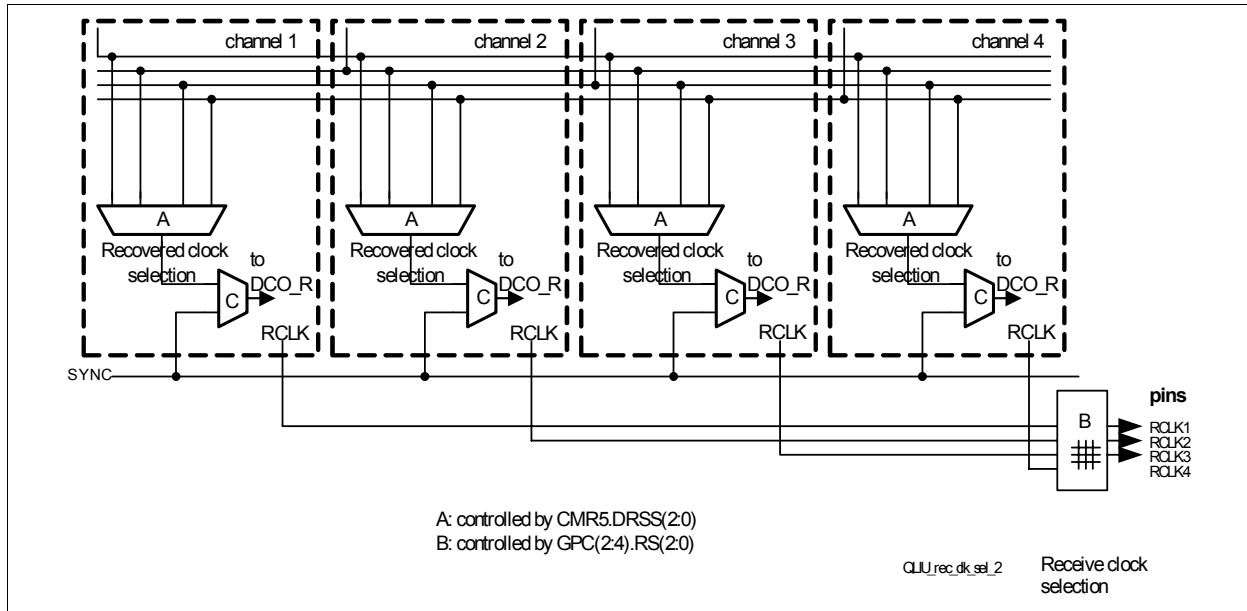 channel 1
channel 2
channel 3
channel 4
A
A
A
A
Recovered clock
selection
to
DCO_R
Recovered clock
selection
to
DCO_R
Recovered clock
selection
to
DCO_R
Recovered clock
selection
to
DCO_R
C
C
C
C
RCLK
RCLK
RCLK
RCLK
SYNC
pins
B
RCLK1
RCLK2
RCLK3
RCLK4
A: controlled by CMR5.DRSS(2:0)
B: controlled by GPC(2:4).RS(2:0)
QLIU_rec_clk_sel_2
Receive clock
selection